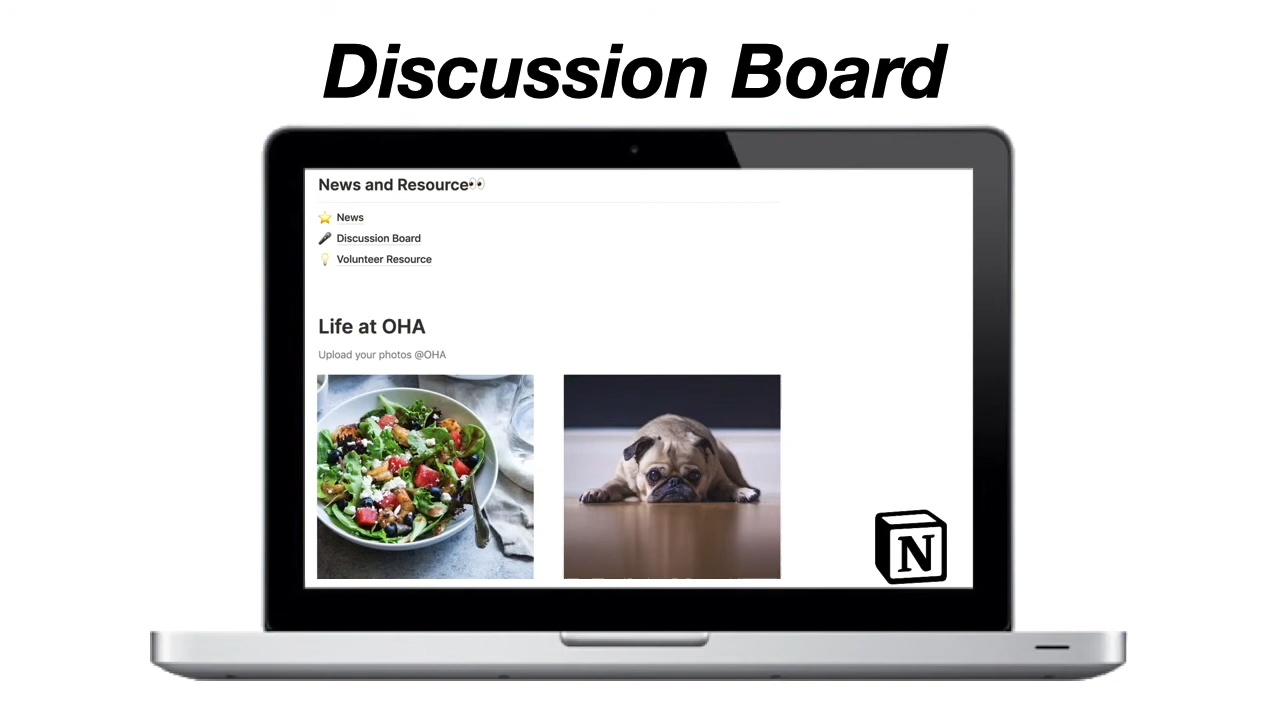 Discussion Board
News and Resource👀
⭐ News
🎤 Discussion Board
💡 Volunteer Resource
Life at OHA
Upload your photos @OHA
N